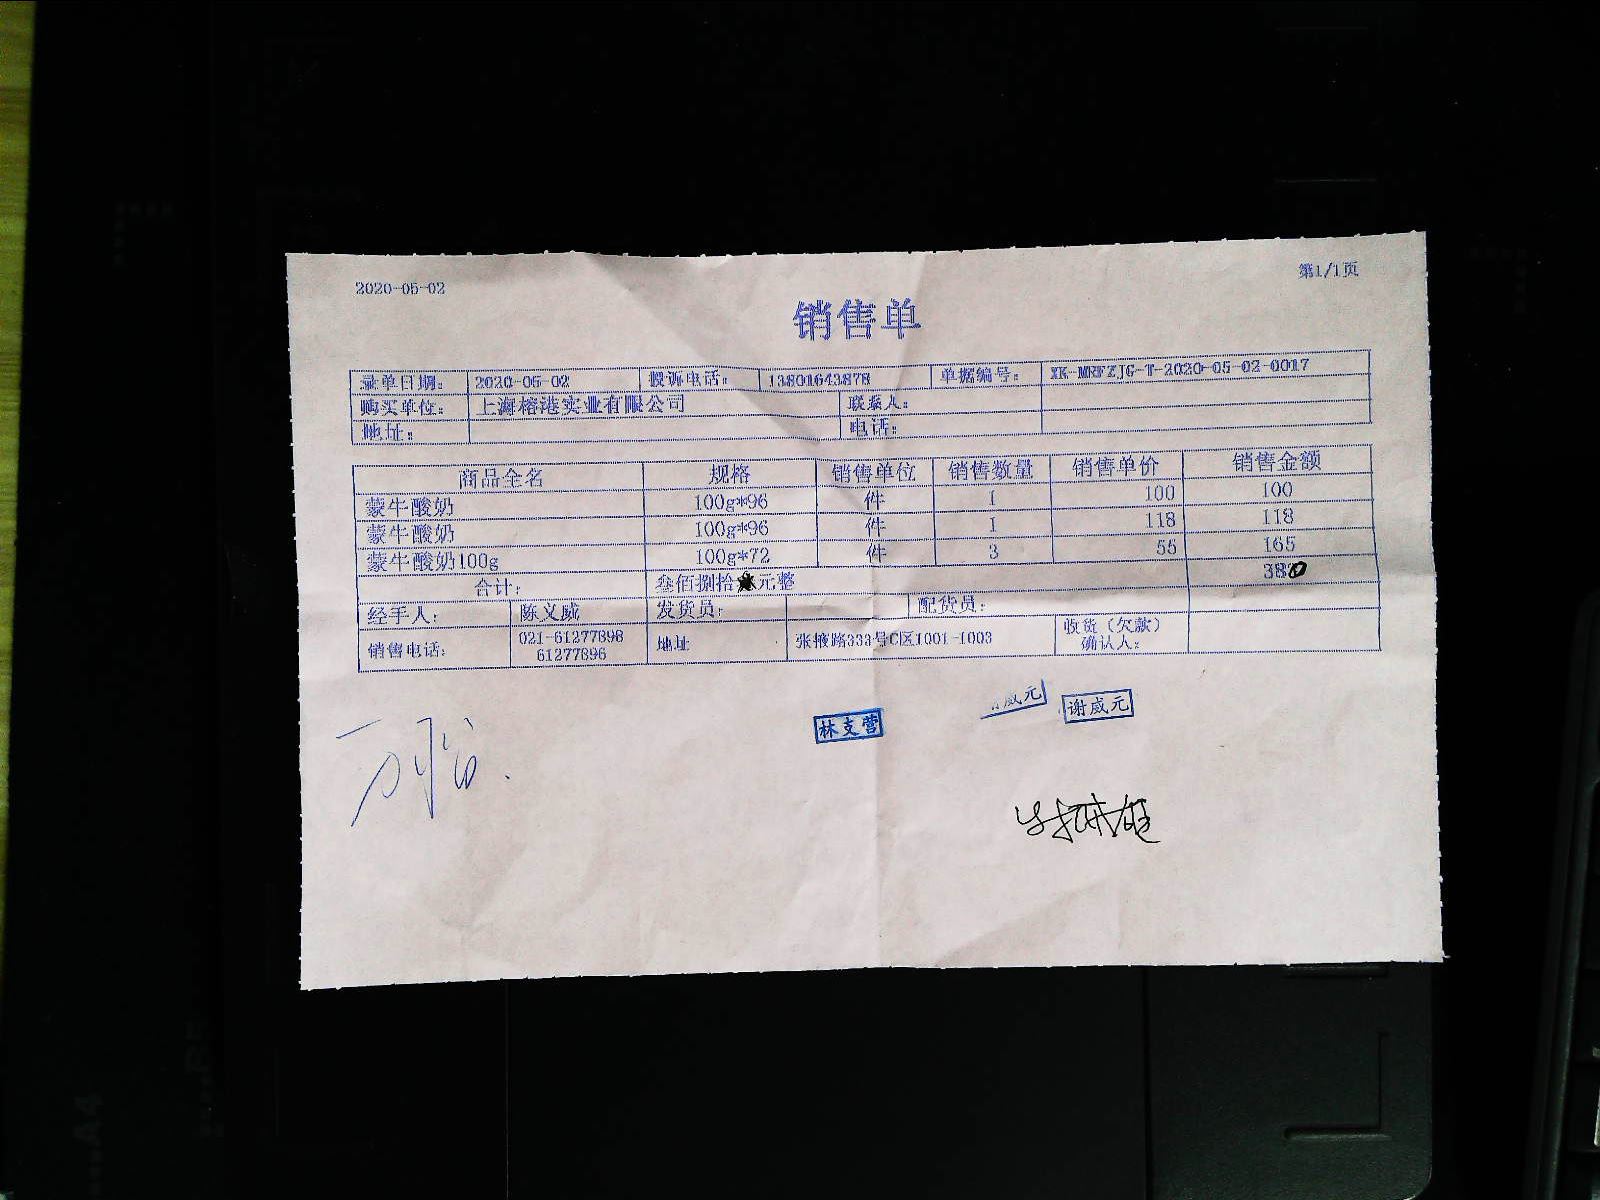 2020-05-02
第1/1页
销售单
录单日期： 2020-05-02 投诉电话： 13801643878 单据编号： XK-MRFZJG-T-2020-05-02-0017
购买单位： 上海榕港实业有限公司 联系人：
地址： 电话：
商品全名 规格 销售单位 销售数量 销售单价 销售金额
蒙牛酸奶 100g*96 件 1 100 100
蒙牛酸奶 100g*96 件 1 118 118
蒙牛酸奶100g 100g*72 件 3 55 165
合计： 叁佰捌拾元整 380
经手人： 陈义威 发货员： 配货员：
销售电话： 021-61277898 地址 张掖路333号C区1001-1003 收货（欠款）
61277896 确认人：
威元
谢威元
林支营